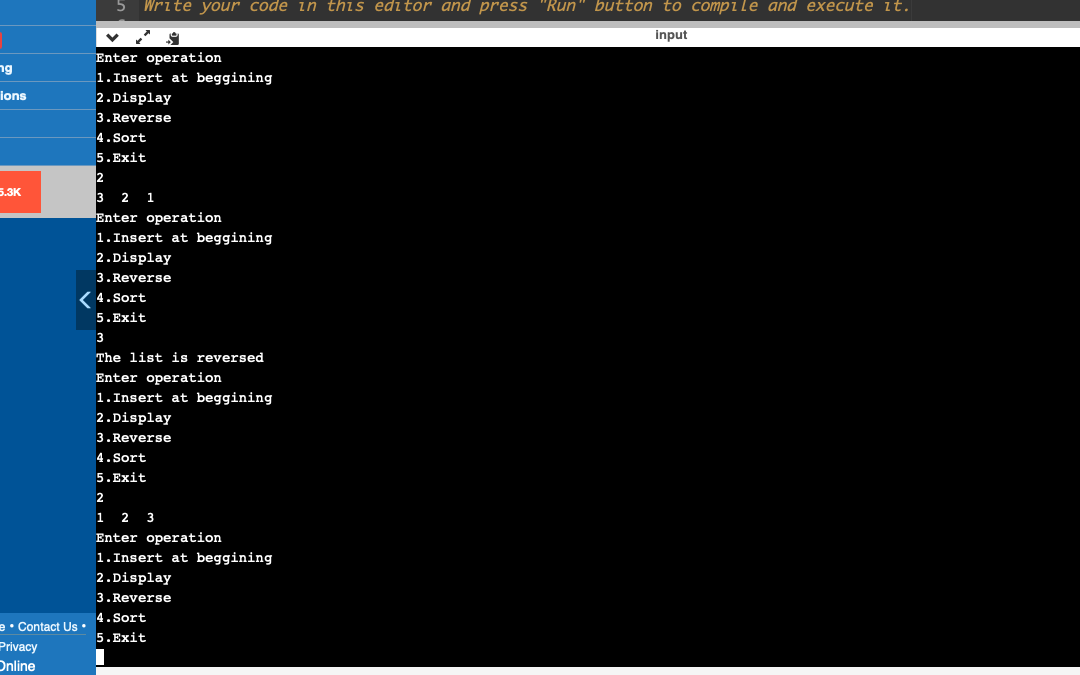 5 Write your code in this editor and press "Run" button to compile and execute it.
input
ng
ions
5.3K
Enter operation
1.Insert at beggining
2.Display
3.Reverse
4.Sort
5.Exit
2
3 2 1
Enter operation
1.Insert at beggining
2.Display
3.Reverse
4.Sort
5.Exit
3
The list is reversed
Enter operation
1.Insert at beggining
2.Display
3.Reverse
4.Sort
5.Exit
2
1 2 3
Enter operation
1.Insert at beggining
2.Display
3.Reverse
4.Sort
5.Exit
e • Contact Us •
Privacy
Online